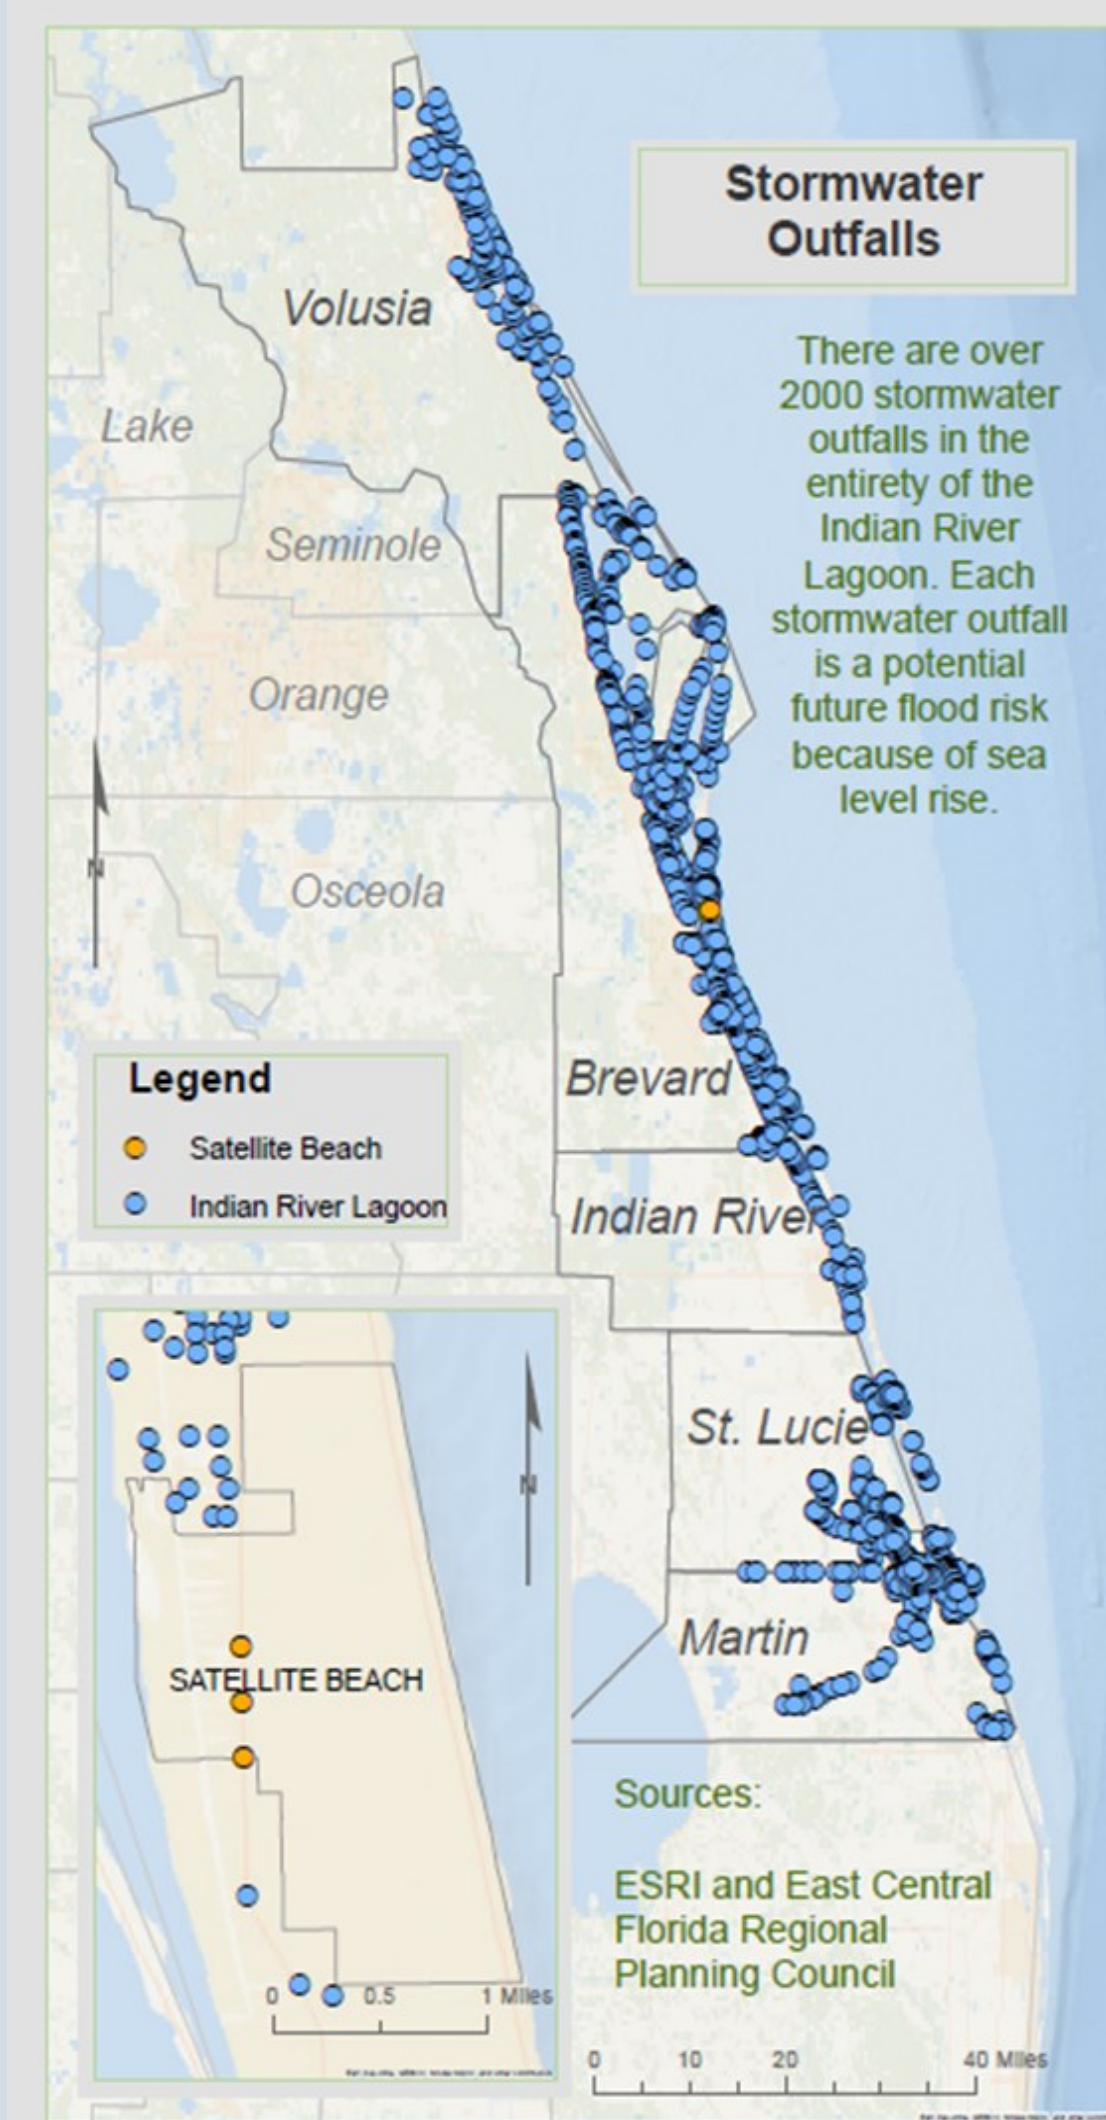 Stormwater
Outfalls
There are over
2000 stormwater
outfalls in the
entirety of the
Indian River
Lagoon. Each
stormwater outfall
is a potential
future flood risk
because of sea
level rise.
Volusia
Lake
Seminole
Orange
N
Osceola
Legend
Satellite Beach
Indian River Lagoon
Brevard
Indian River
St. Lucie
Martin
N
SATELLITE BEACH
0 0.5 1 Miles
Sources:
ESRI and East Central
Florida Regional
Planning Council
0 10 20 40 Miles